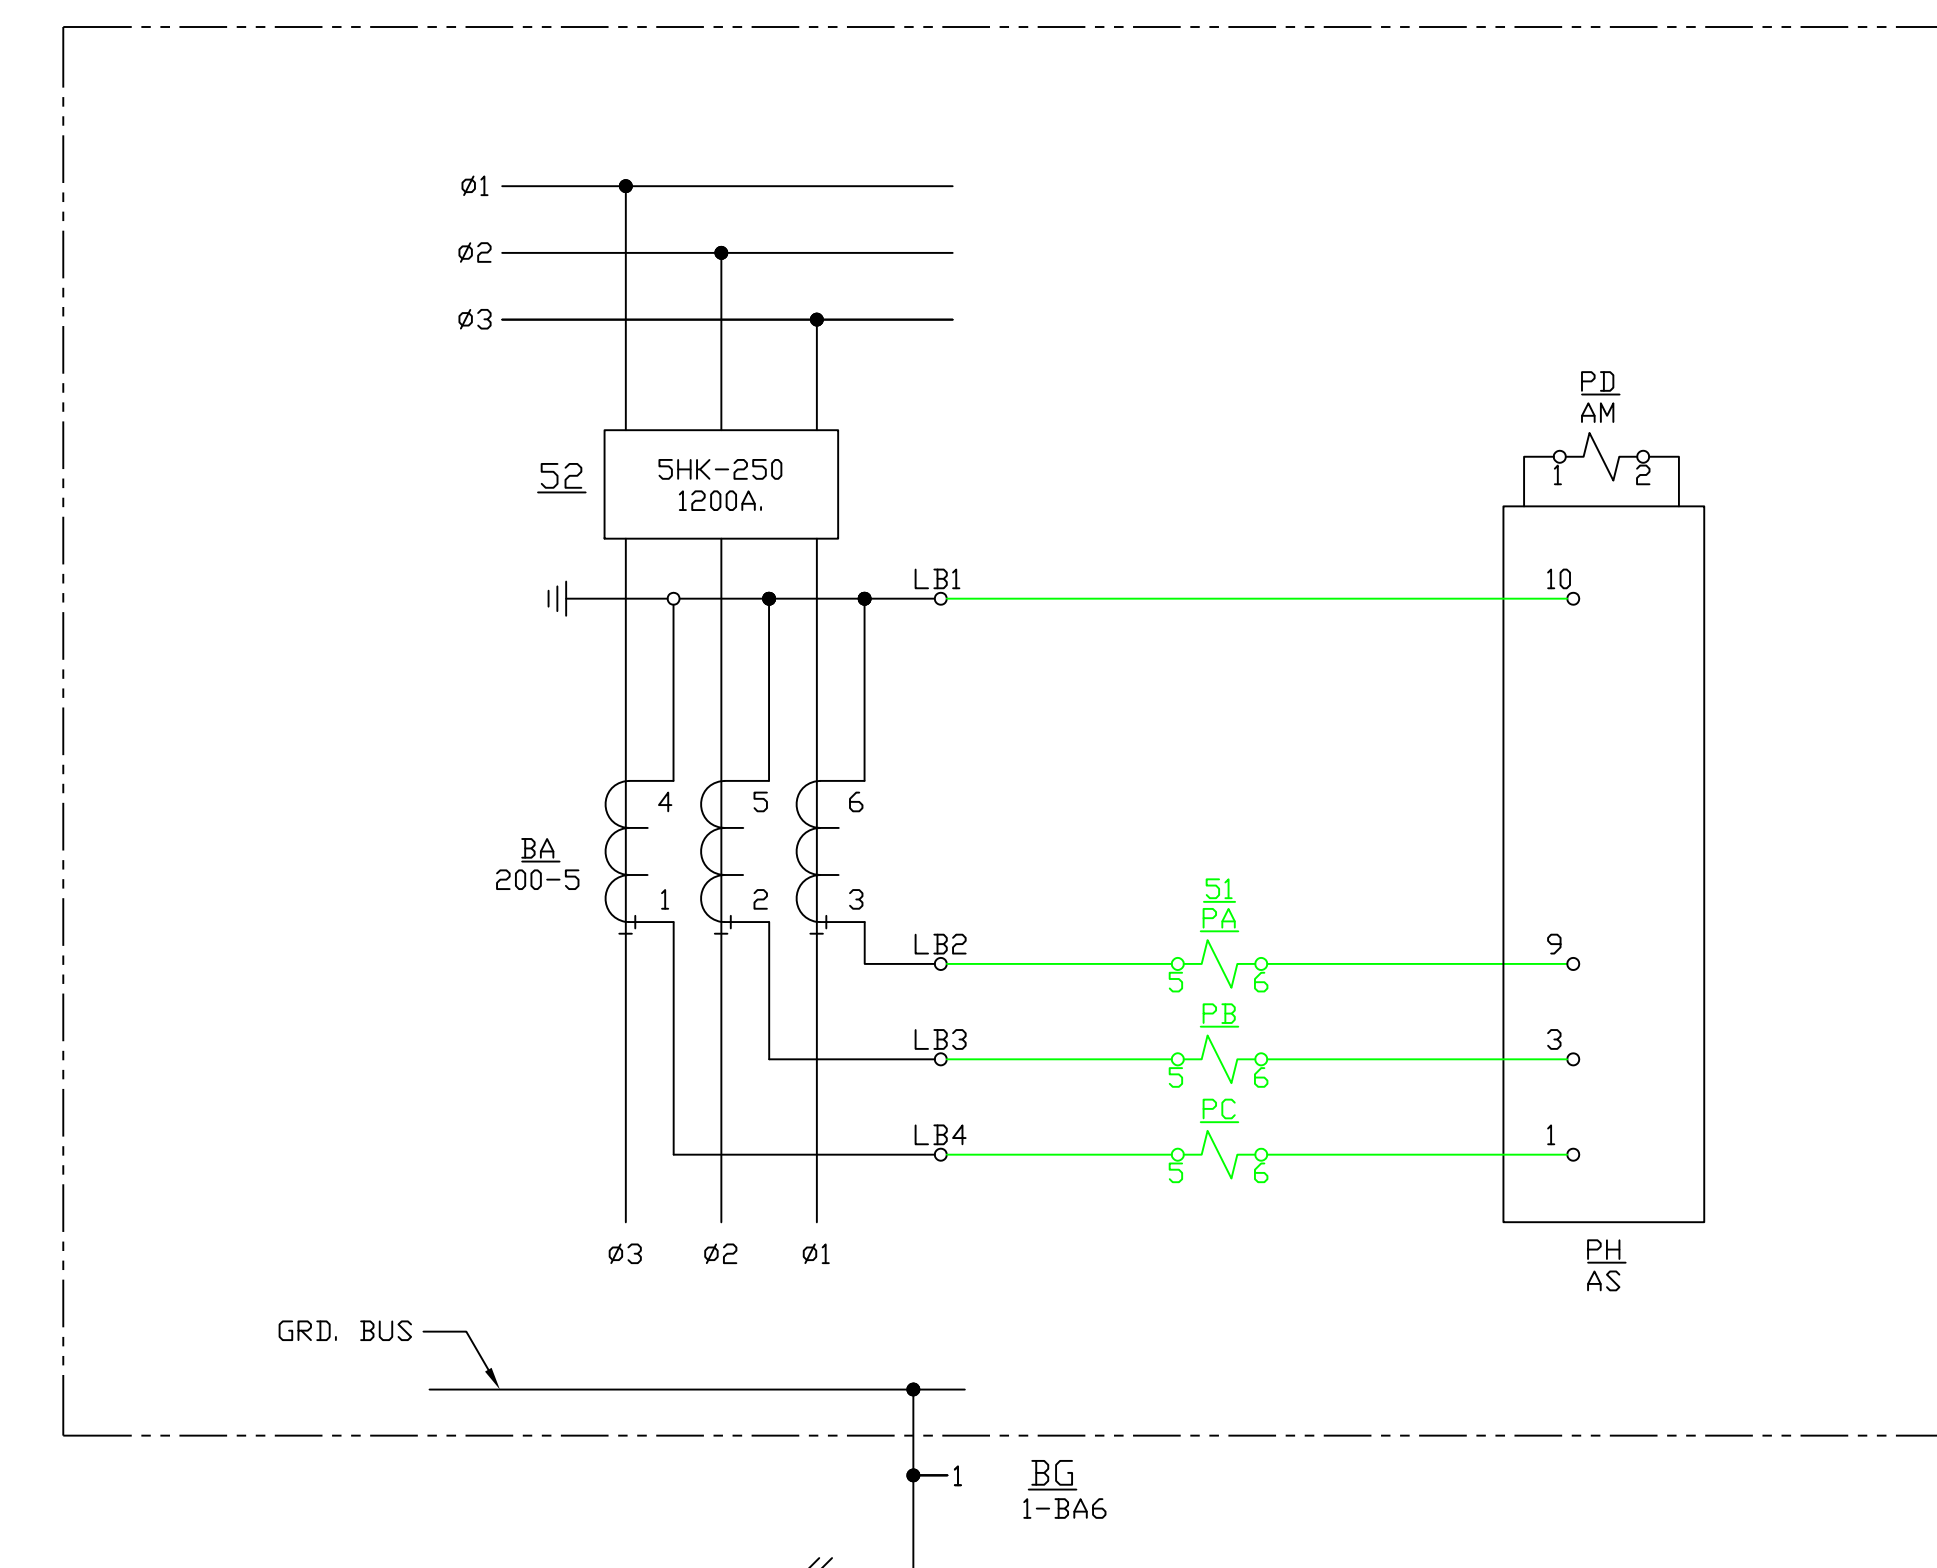 ø1
ø2
ø3
PD
AM
1 2
52
5HK-250
1200A.
LB1
10
4 5 6
BA
200-5
1 2 3
51
PA
LB2
9
5 6
PB
LB3
3
5 6
PC
LB4
1
5 6
ø3 ø2 ø1
PH
AS
GRD. BUS
1
BG
1-BA6